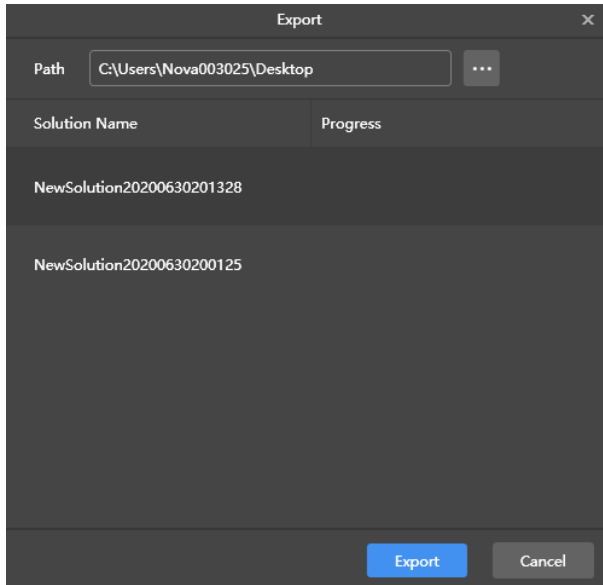 Export
Path C:\Users\Nova003025\Desktop ...
Solution Name Progress
NewSolution20200630201328
NewSolution20200630200125
Export Cancel